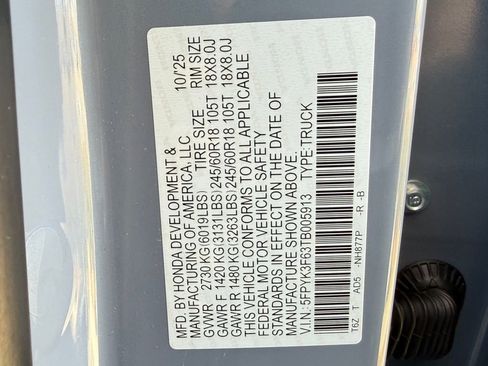 MFD. BY HONDA DEVELOPMENT &
MANUFACTURING OF AMERICA, LLC 10/25
GVWR 2730 KG(6019LBS) TIRE SIZE RIM SIZE
GAWR F 1420 KG(3131LBS)245/60R18 105T 18X8.0J
GAWR R 1480 KG(3263LBS)245/60R18 105T 18X8.0J
THIS VEHICLE CONFORMS TO ALL APPLICABLE
FEDERAL MOTOR VEHICLE SAFETY
STANDARDS IN EFFECT ON THE DATE OF
MANUFACTURE SHOWN ABOVE.
V.I.N: 5FPYK3F63TB005913 TYPE:TRUCK
T6Z T AD5 -NH877P -R -B